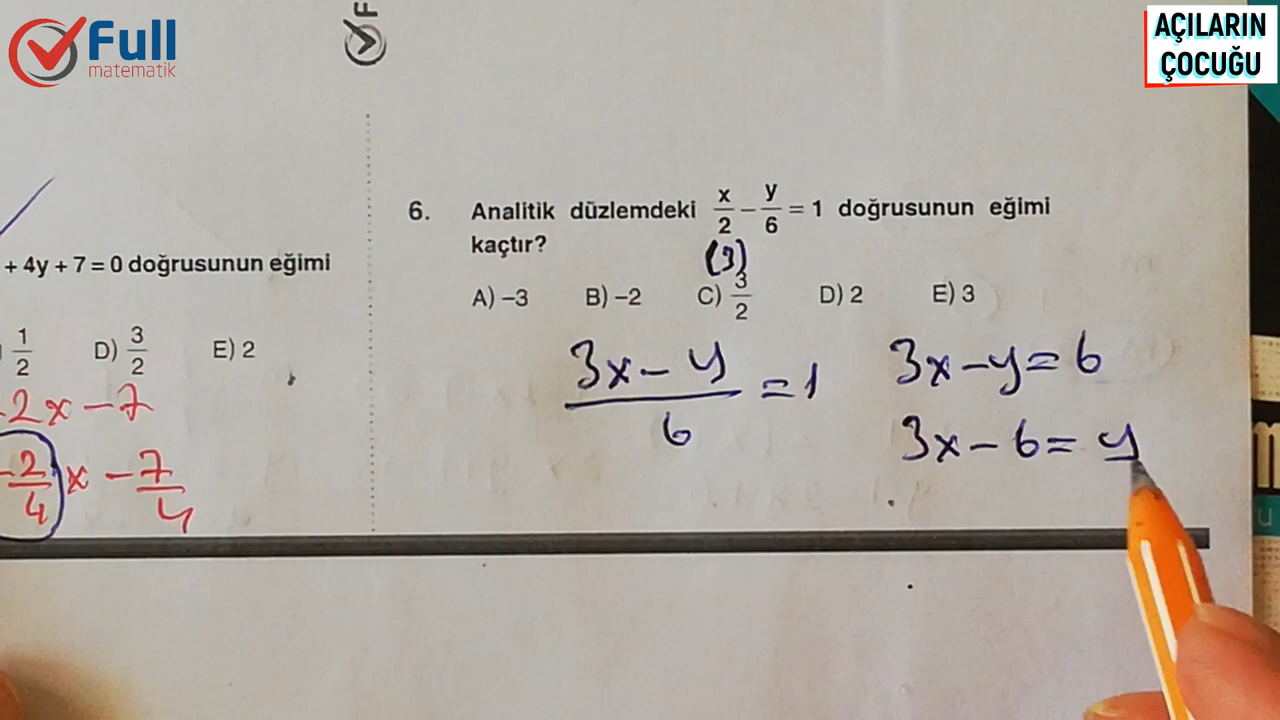 Full
matematik
AÇILARIN
ÇOCUĞU
+ 4y + 7 = 0 doğrusunun eğimi
1/2 D) 3/2 E) 2
-2x - 7
-2/4 x - 7/4
6. Analitik düzlemdeki x/2 - y/6 = 1 doğrusunun eğimi
kaçtır?
(3)
A) -3 B) -2 C) 3/2 D) 2 E) 3
3x - y / 6 = 1
3x - y = 6
3x - 6 = y